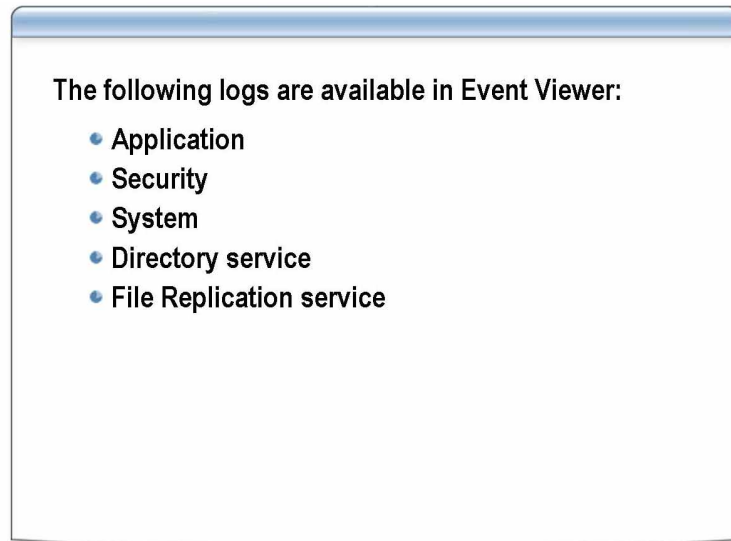 The following logs are available in Event Viewer:
Application
Security
System
Directory service
File Replication service